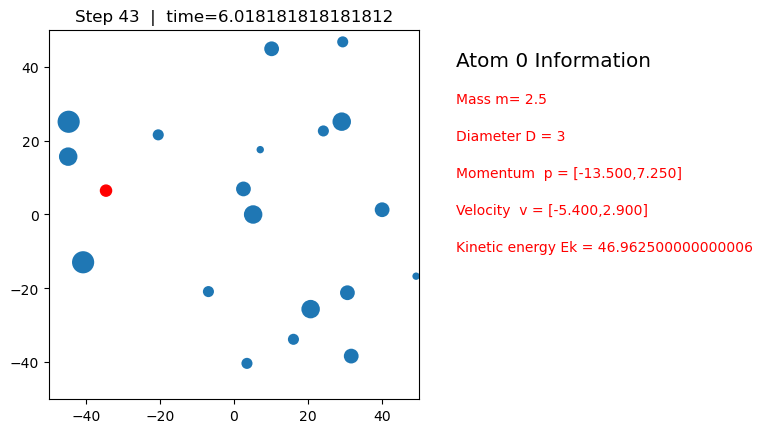 Step 43  |  time=6.018181818181812
Atom 0 Information
Mass m= 2.5
Diameter D = 3
Momentum  p = [-13.500,7.250]
Velocity  v = [-5.400,2.900]
Kinetic energy Ek = 46.962500000000006
40
20
0
−20
−40
−40 −20 0 20 40